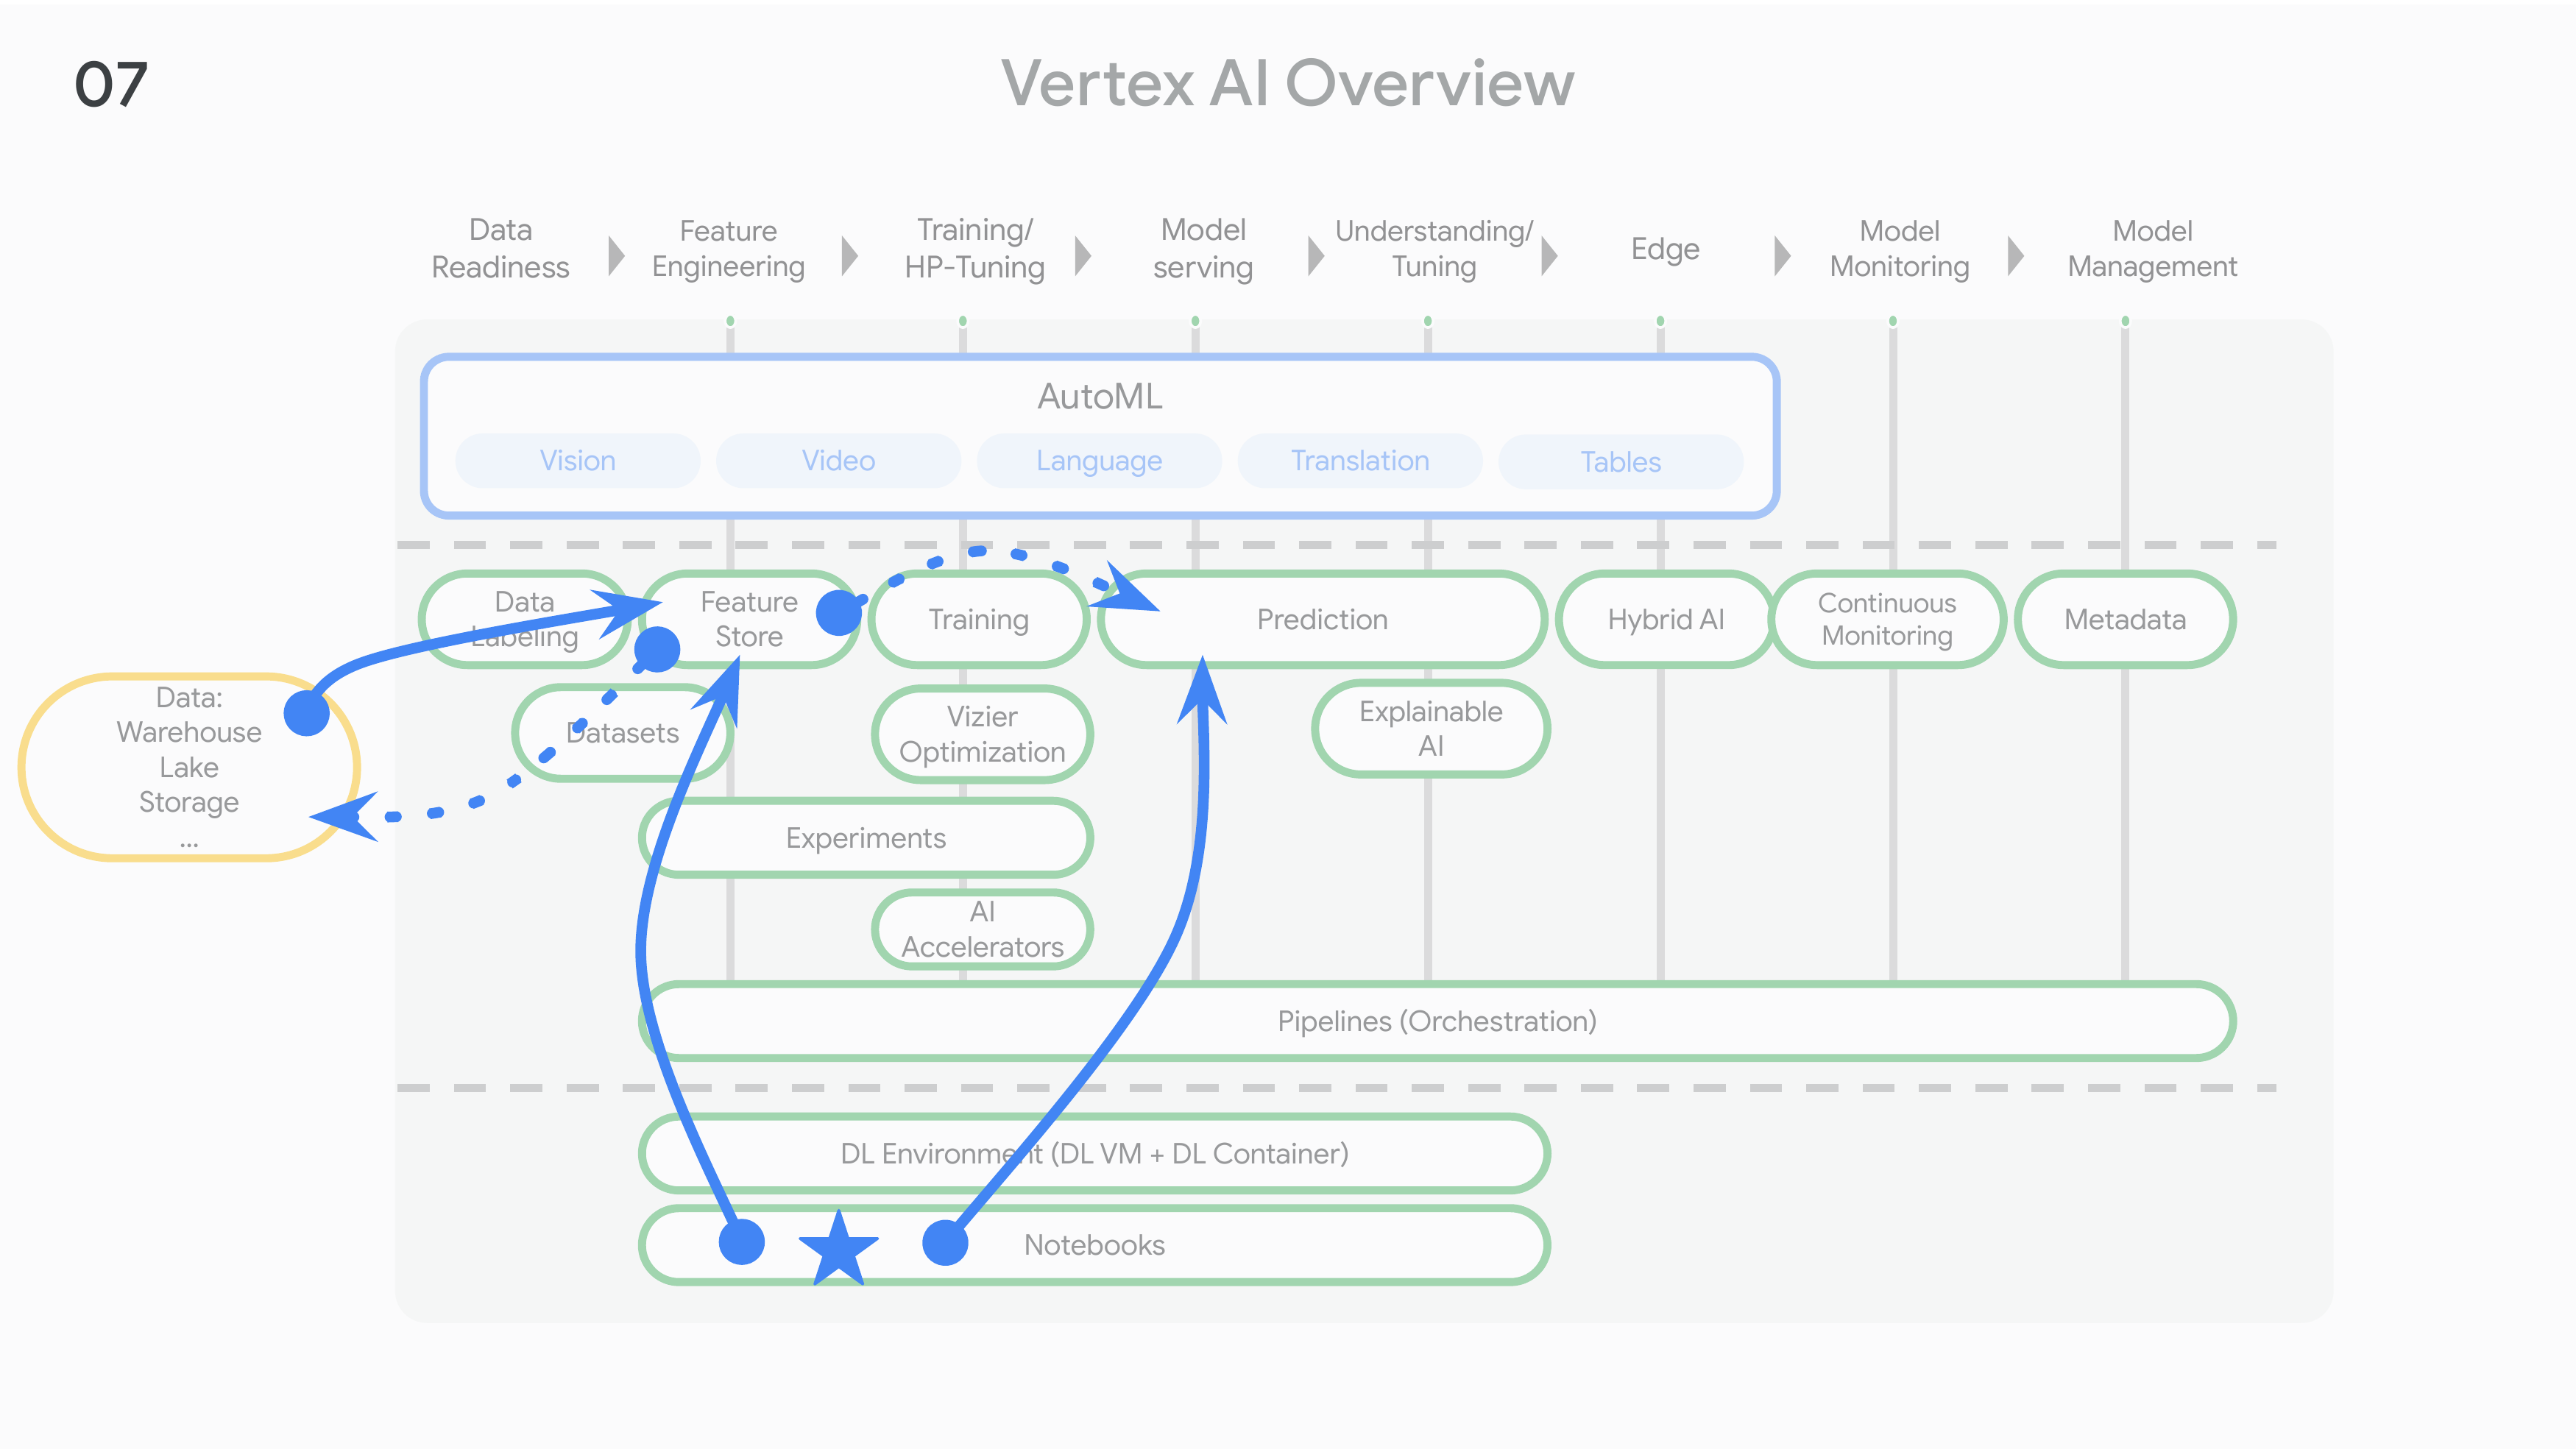 07
Vertex AI Overview
Data
Readiness
Feature
Engineering
Training/
HP-Tuning
Model
serving
Understanding/
Tuning
Edge
Model
Monitoring
Model
Management
AutoML
Vision
Video
Language
Translation
Tables
Data
Labeling
Feature
Store
Training
Prediction
Hybrid AI
Continuous
Monitoring
Metadata
Data:
Warehouse
Lake
Storage
...
Datasets
Vizier
Optimization
Explainable
AI
Experiments
AI
Accelerators
Pipelines (Orchestration)
DL Environment (DL VM + DL Container)
Notebooks